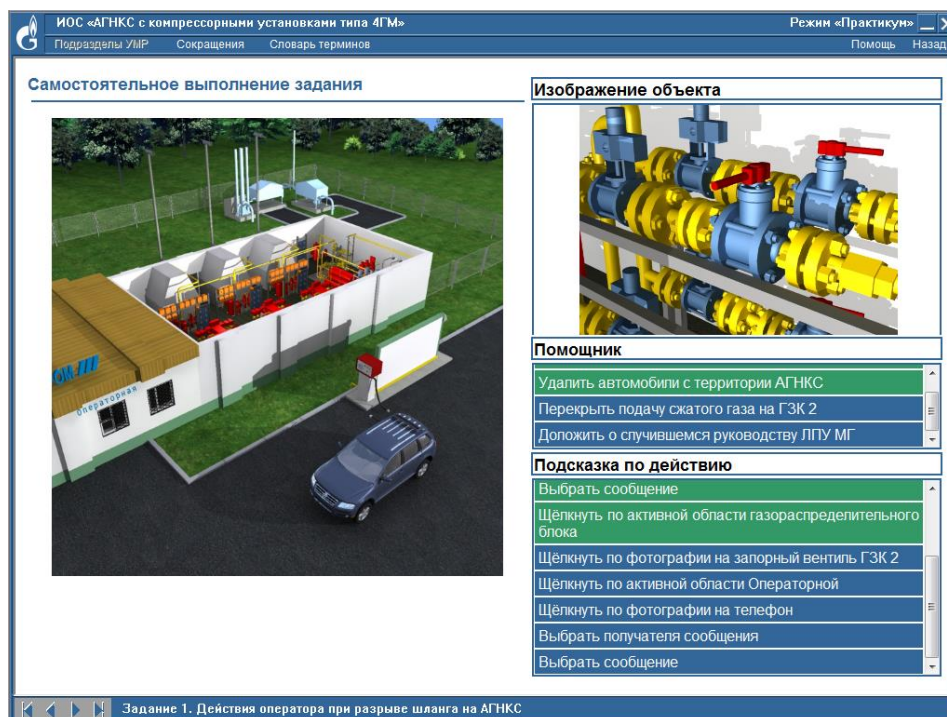 ИОС «АГНКС с компрессорными установками типа 4ГМ»
Режим «Практикум»
Подразделы УМР
Сокращения
Словарь терминов
Помощь
Назад
Самостоятельное выполнение задания
Изображение объекта
Операторная
Помощник
Удалить автомобили с территории АГНКС
Перекрыть подачу сжатого газа на ГЗК 2
Доложить о случившемся руководству ЛПУ МГ
Подсказка по действию
Выбрать сообщение
Щёлкнуть по активной области газораспределительного
блока
Щёлкнуть по фотографии на запорный вентиль ГЗК 2
Щёлкнуть по активной области Операторной
Щёлкнуть по фотографии на телефон
Выбрать получателя сообщения
Выбрать сообщение
Задание 1. Действия оператора при разрыве шланга на АГНКС